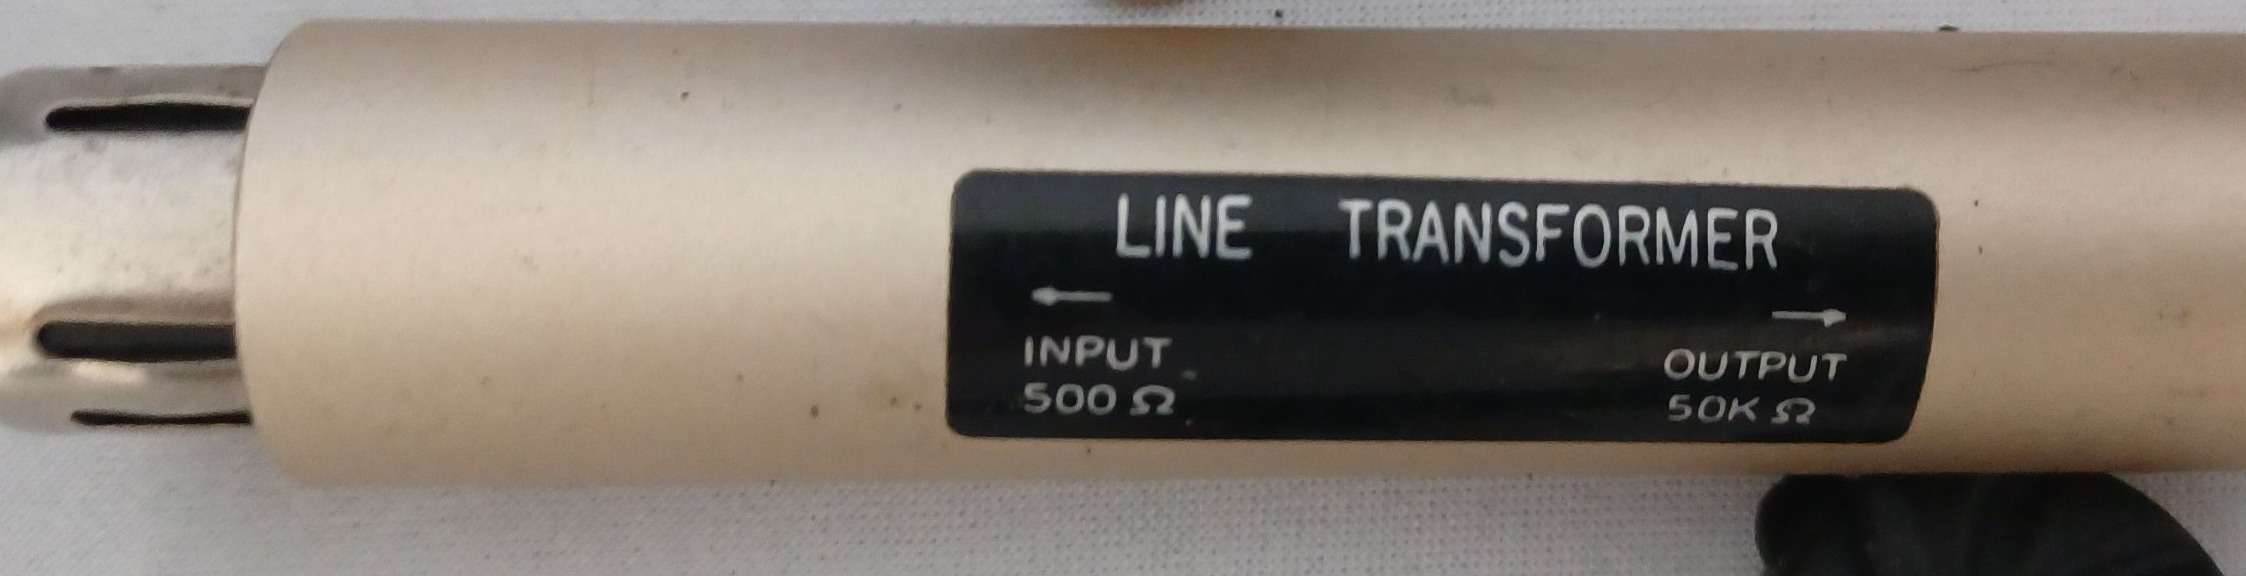 LINE TRANSFORMER
← →
INPUT OUTPUT
500 Ω 50K Ω